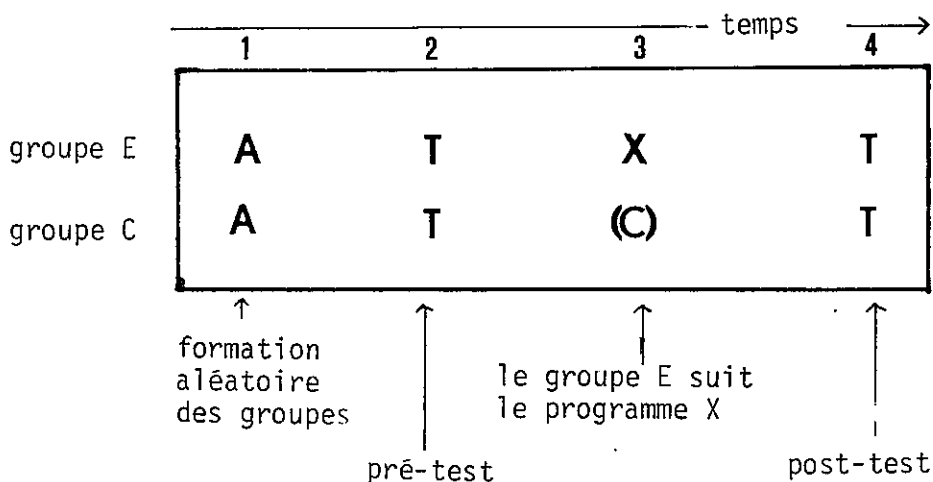 temps
1 2 3 4
groupe E A T X T
groupe C A T (C) T
formation
aléatoire
des groupes
le groupe E suit
le programme X
pré-test
post-test